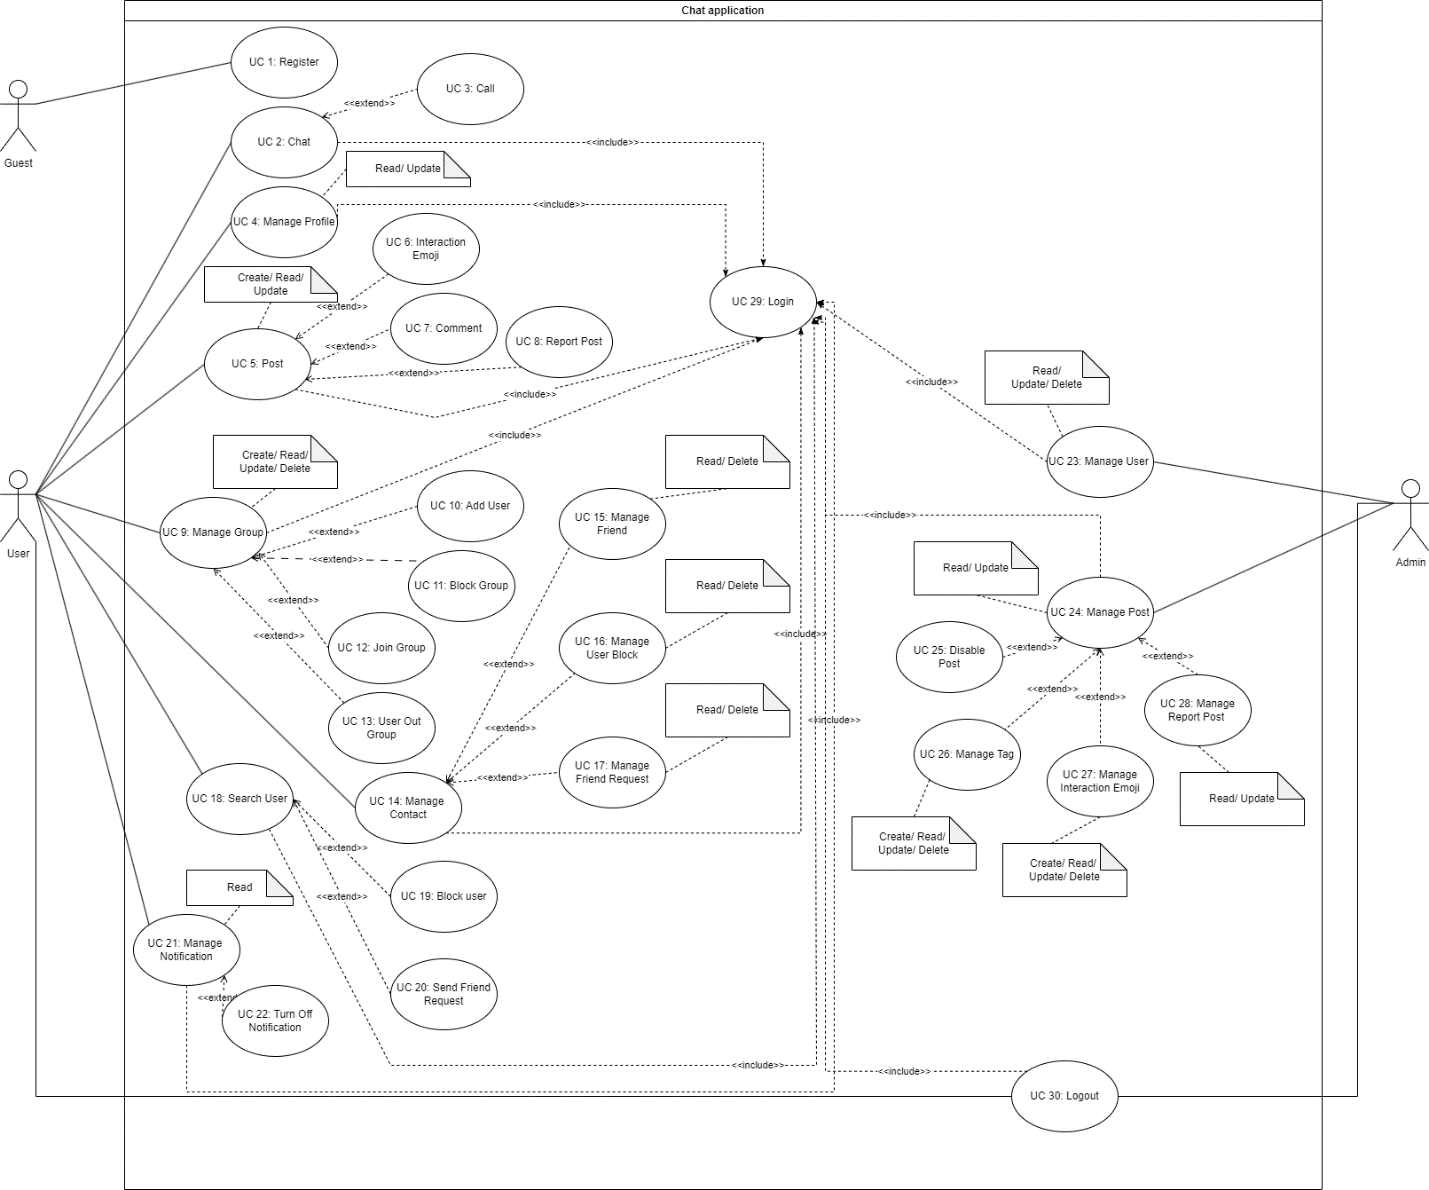 Chat application
UC 1: Register
UC 3: Call
<<extend>>
Guest
UC 2: Chat
<<include>>
Read/ Update
UC 4: Manage Profile
<<include>>
UC 6: Interaction
Emoji
Create/ Read/
Update
<<extend>>
UC 29: Login
UC 7: Comment
<<extend>>
UC 8: Report Post
UC 5: Post
<<extend>>
<<include>>
<<include>>
Read/
Update/ Delete
<<include>>
Create/ Read/
Update/ Delete
Read/ Delete
UC 23: Manage User
UC 10: Add User
UC 15: Manage
Friend
<<include>>
UC 9: Manage Group
<<extend>>
User
<<extend>>
Admin
UC 11: Block Group
Read/ Delete
Read/ Update
<<extend>>
UC 24: Manage Post
<<extend>>
UC 12: Join Group
<<include>>
UC 16: Manage
User Block
<<extend>>
UC 25: Disable
Post
<<extend>>
<<extend>>
<<extend>>
<<extend>>
UC 28: Manage
Report Post
Read/ Delete
UC 13: User Out
Group
<<extend>>
<<include>>
UC 26: Manage Tag
UC 17: Manage
Friend Request
<<extend>>
UC 27: Manage
Interaction Emoji
UC 18: Search User
UC 14: Manage
Contact
Read/ Update
Create/ Read/
Update/ Delete
<<extend>>
Create/ Read/
Update/ Delete
Read
<<extend>>
UC 19: Block user
UC 21: Manage
Notification
UC 20: Send Friend
Request
<<extend
UC 22: Turn Off
Notification
<<include>>
<<include>>
UC 30: Logout